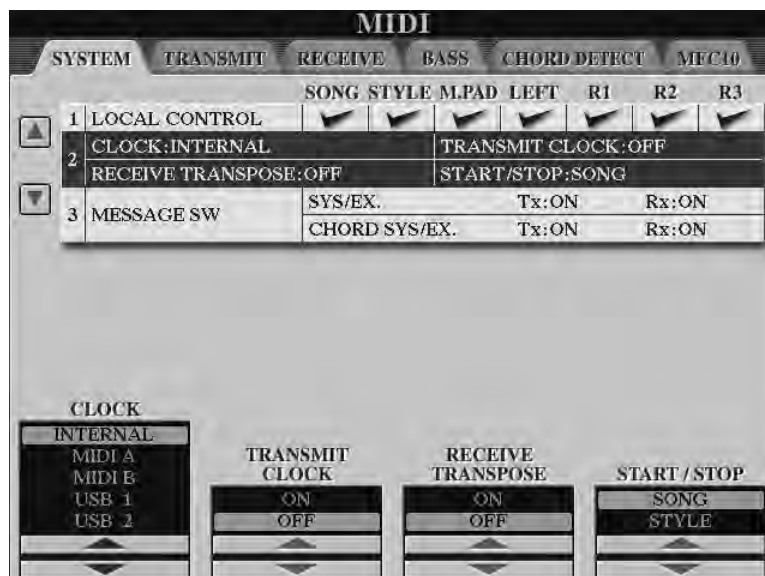 MIDI
SYSTEM TRANSMIT RECEIVE BASS CHORD DETECT MFC10
SONG STYLE M.PAD LEFT R1 R2 R3
1 LOCAL CONTROL
2 CLOCK:INTERNAL TRANSMIT CLOCK:OFF
RECEIVE TRANSPOSE:OFF START/STOP:SONG
3 MESSAGE SW SYS/EX. Tx:ON Rx:ON
CHORD SYS/EX. Tx:ON Rx:ON
CLOCK
INTERNAL
MIDI A
MIDI B
USB 1
USB 2
TRANSMIT
CLOCK
ON
OFF
RECEIVE
TRANSPOSE
ON
OFF
START / STOP
SONG
STYLE